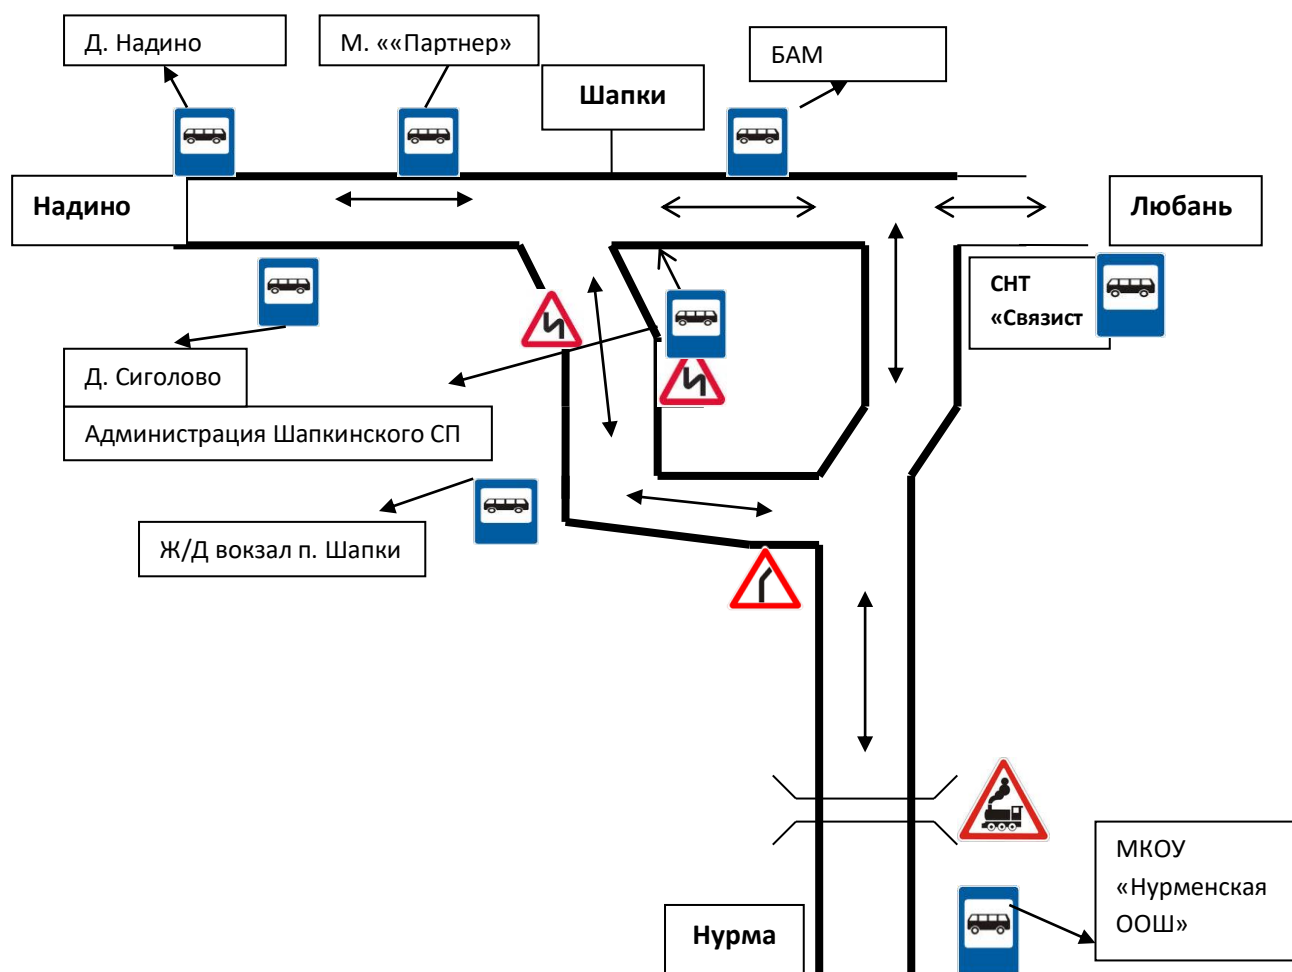 Д. Надино
М. ««Партнер»
БАМ
Шапки
Надино
Любань
СНТ
«Связист
Д. Сиголово
Администрация Шапкинского СП
Ж/Д вокзал п. Шапки
МКОУ
«Нурменская
ООШ»
Нурма